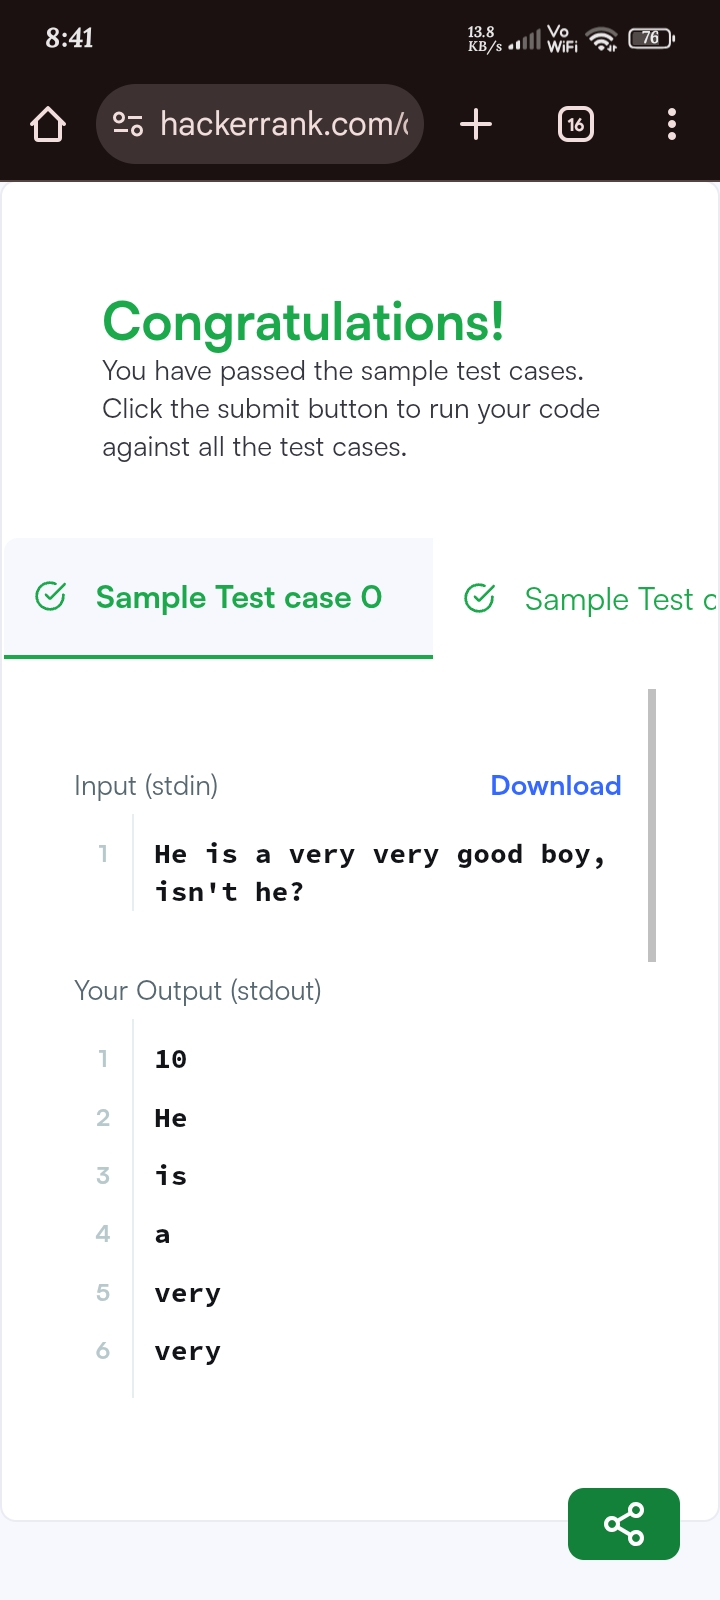 8:41
13.8
KB/s
Vo
WiFi
76
hackerrank.com/
16
Congratulations!
You have passed the sample test cases.
Click the submit button to run your code
against all the test cases.
Sample Test case 0
Sample Test c
Input (stdin)
Download
1 He is a very very good boy,
isn't he?
Your Output (stdout)
1 10
2 He
3 is
4 a
5 very
6 very